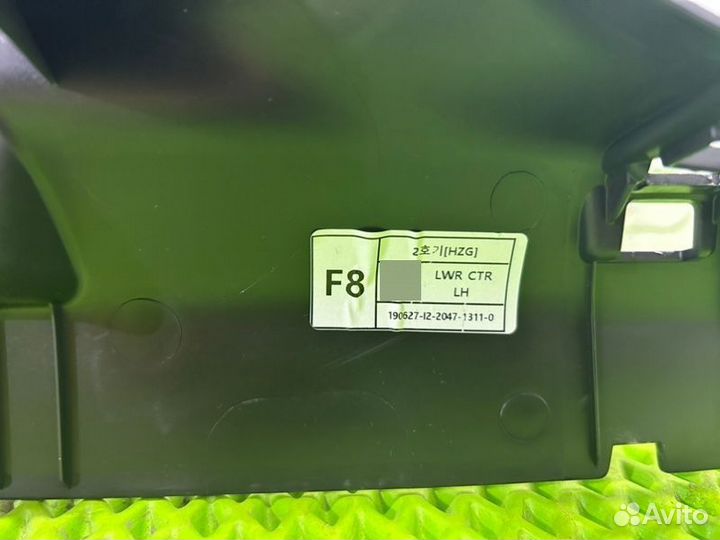 2호기[HZG]
F8
LWR CTR
LH
190627-I2-2047-1311-0
Avito